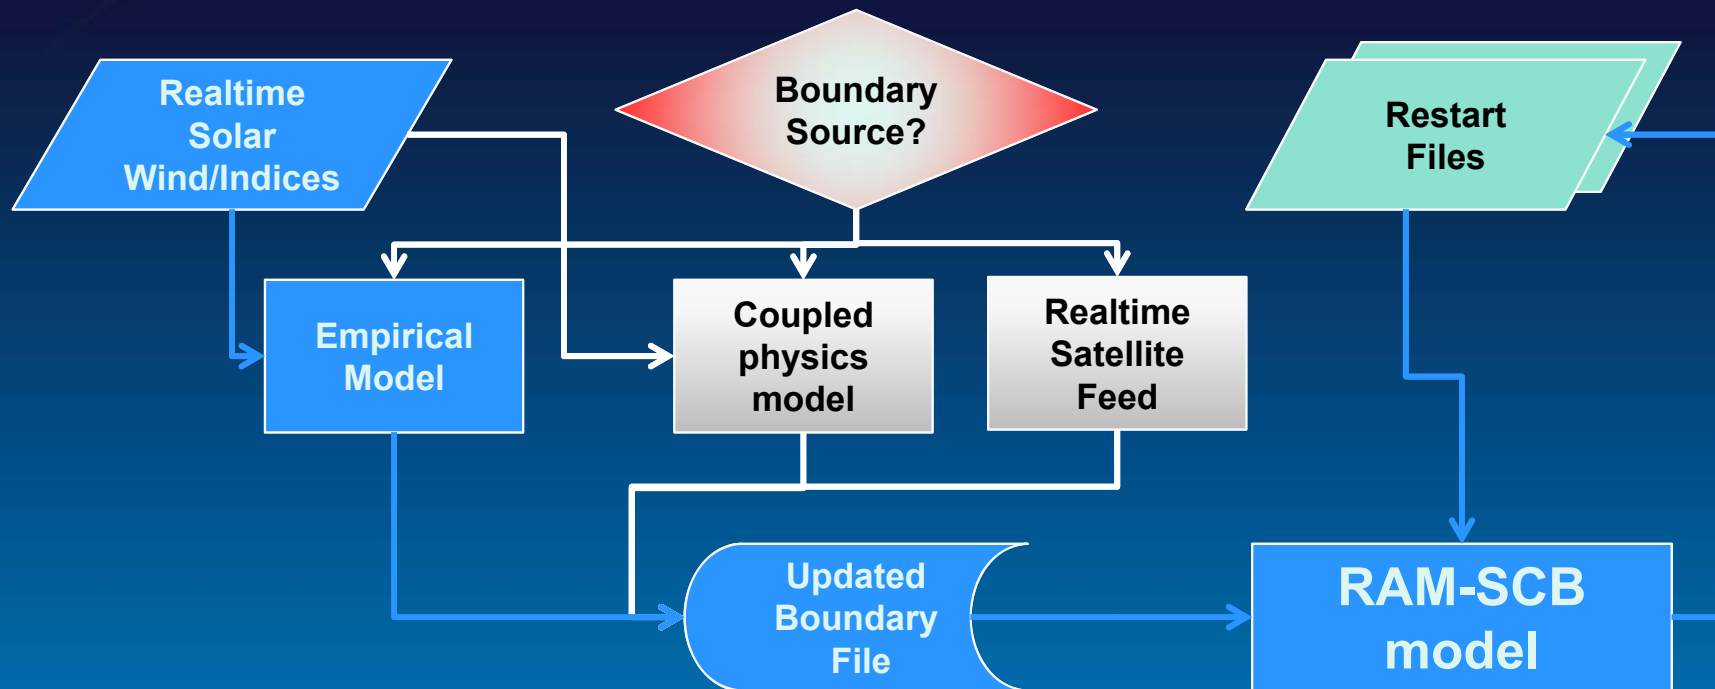 Realtime
Solar
Wind/Indices
Boundary
Source?
Restart
Files
Empirical
Model
Coupled
physics
model
Realtime
Satellite
Feed
Updated
Boundary
File
RAM-SCB
model